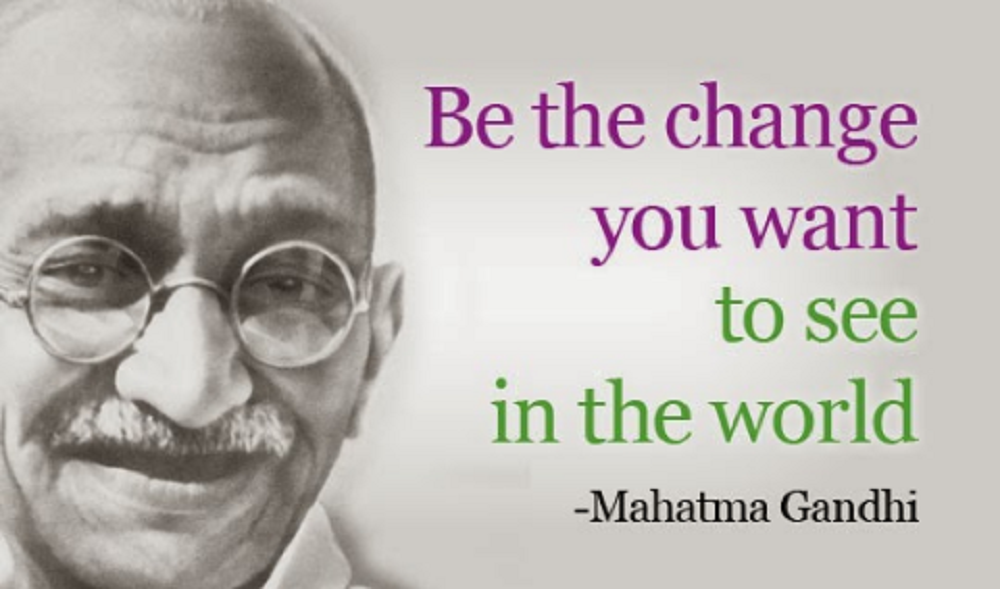 Be the change
you want
to see
in the world
-Mahatma Gandhi